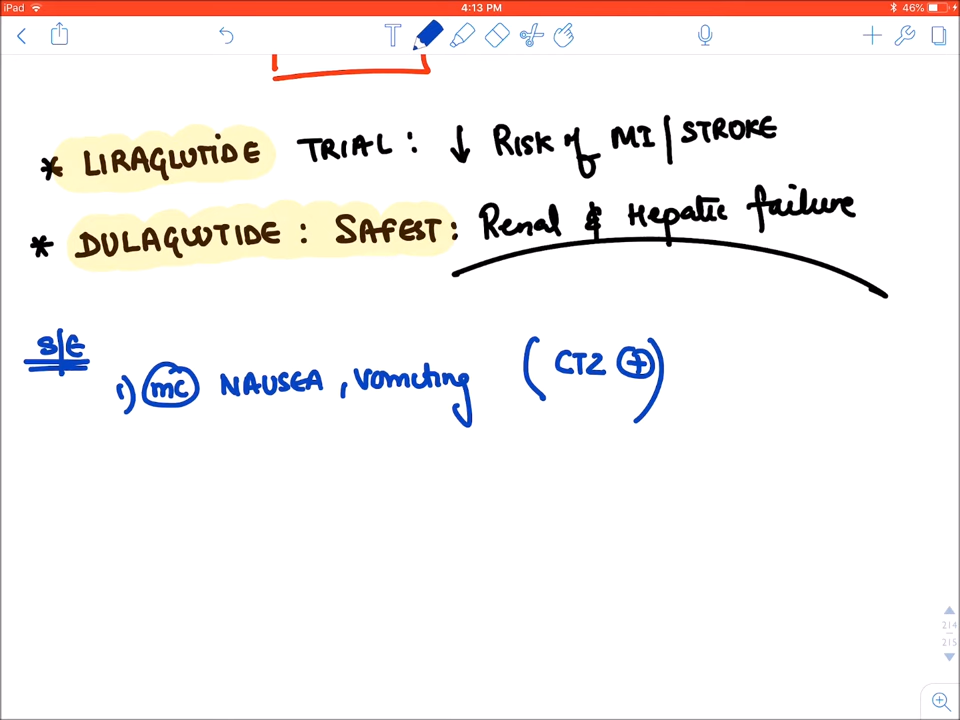 iPad 4:13 PM 46%
T
* LIRAGLUTIDE TRIAL : ↓ Risk of MI/STROKE
* DULAGLUTIDE : SAFEST : Renal & Hepatic failure
S/E
1) mc NAUSEA, Vomiting (CTZ +)
214
215